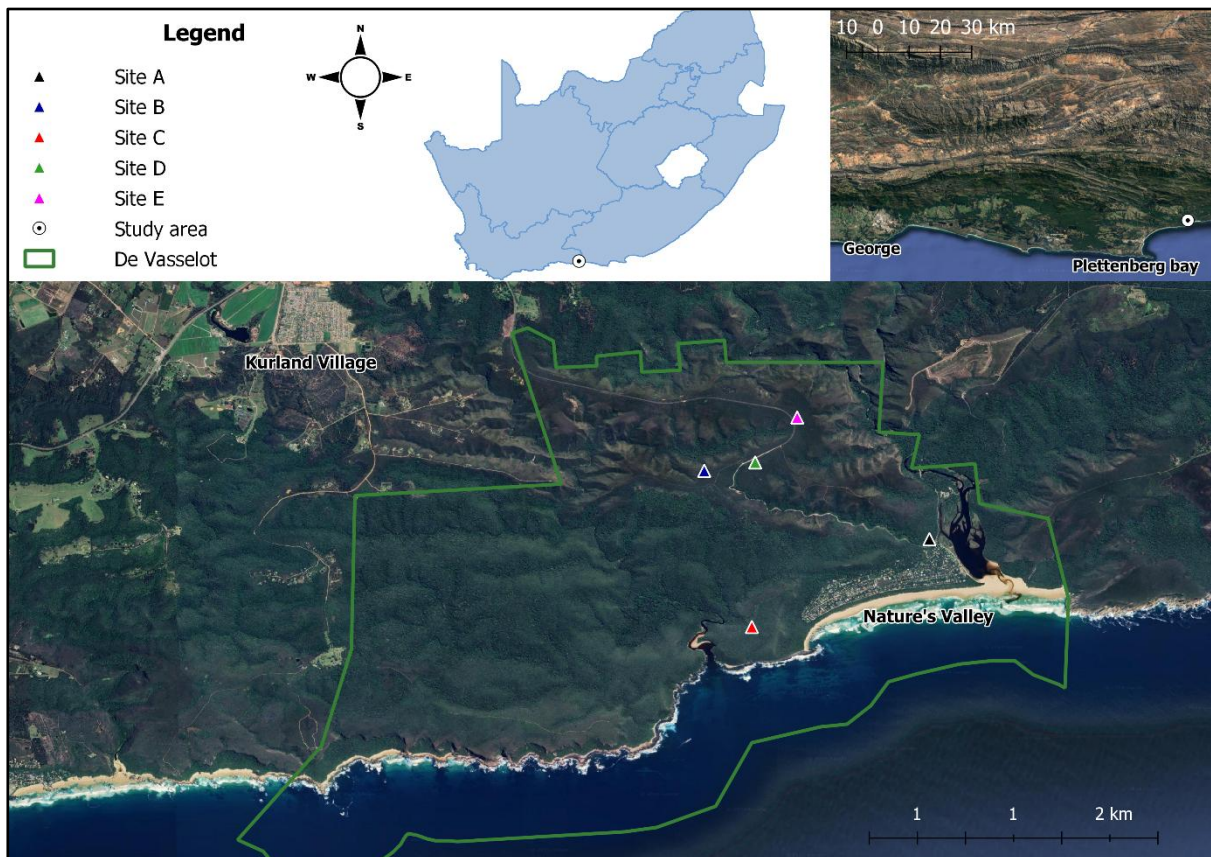 Legend
Site A
Site B
Site C
Site D
Site E
Study area
De Vasselot
N
W E
S
10 0 10 20 30 km
George
Plettenberg bay
Kurland Village
Nature's Valley
1 1 2 km